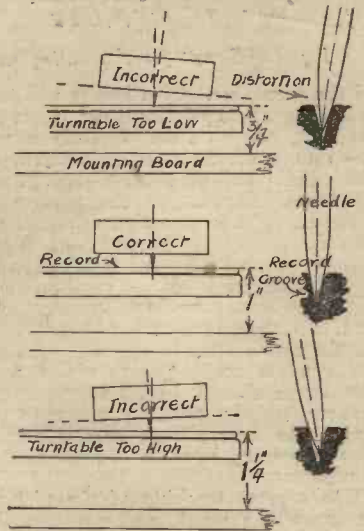 Incorrect
Distortion
Turntable Too Low
3/4"
Mounting Board
Needle
Correct
Record
Record
Groove
1"
Incorrect
Turntable Too High
1 1/4"